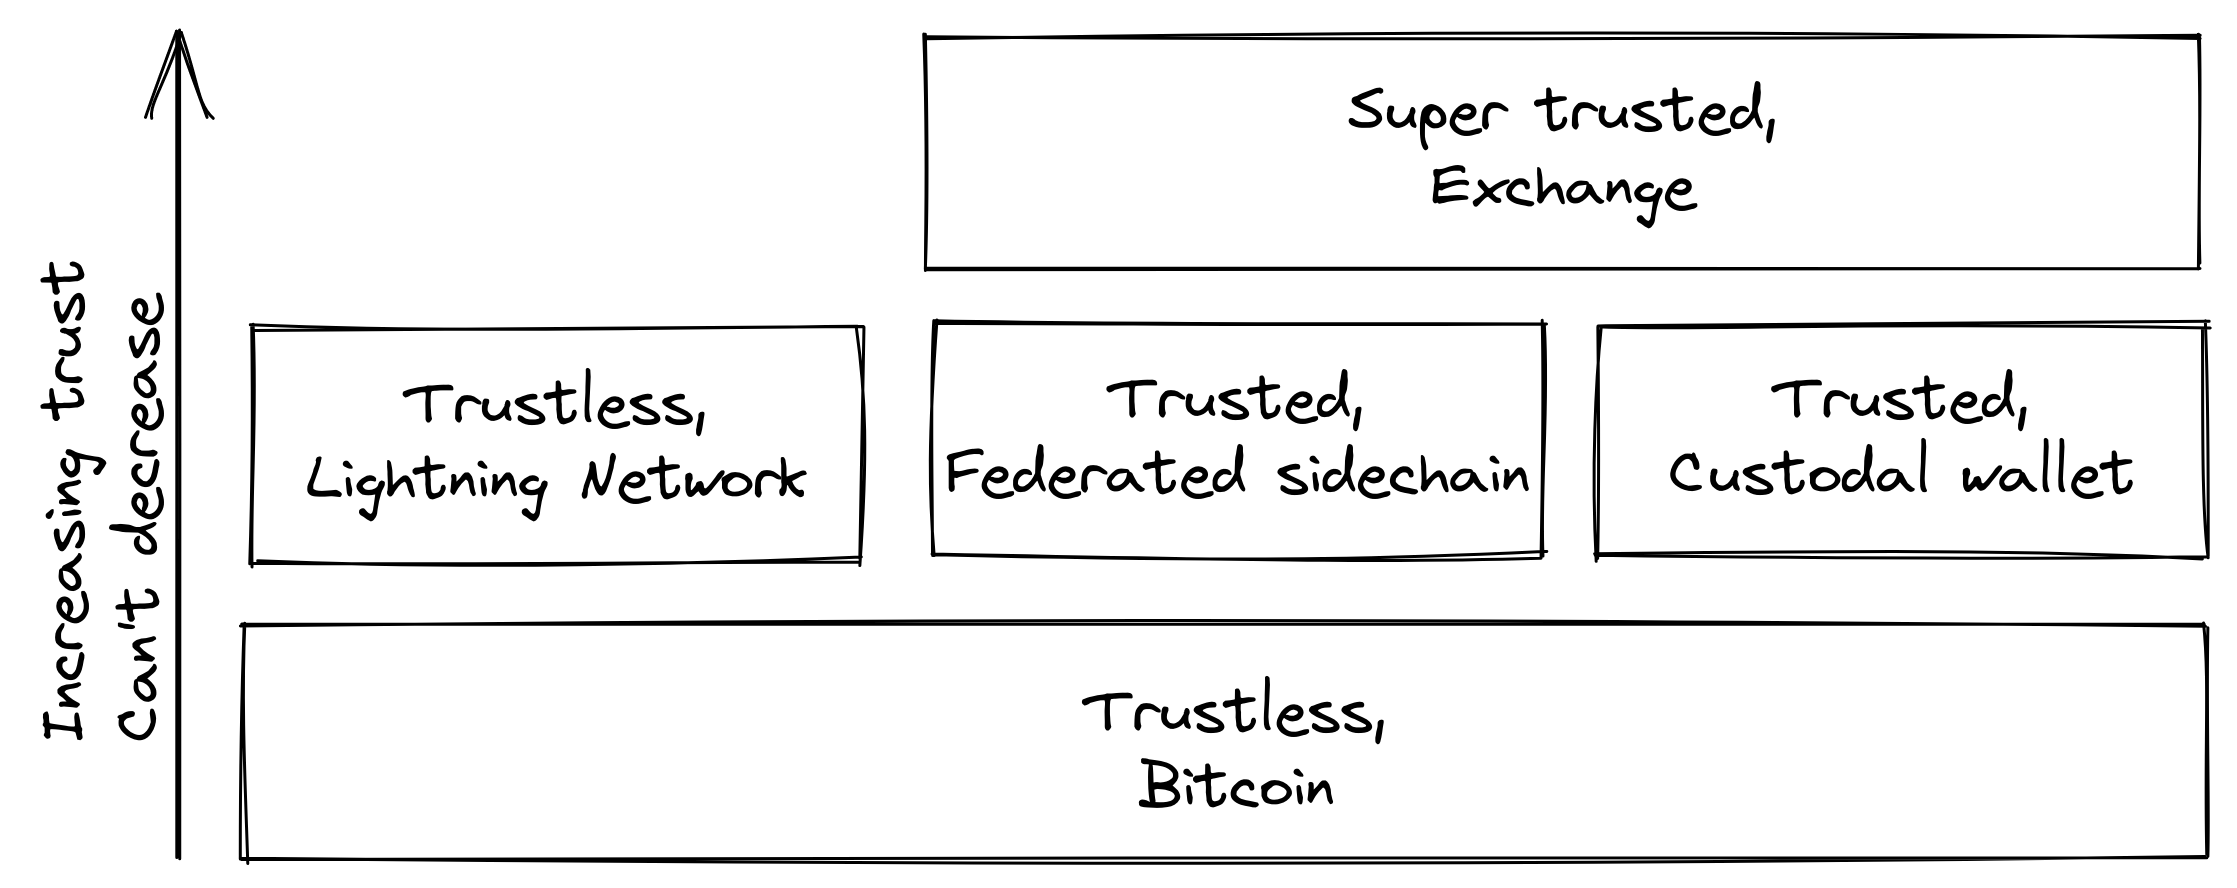 Increasing trust
Can't decrease
Super trusted,
Exchange
Trustless,
Lightning Network
Trusted,
Federated sidechain
Trusted,
Custodal wallet
Trustless,
Bitcoin